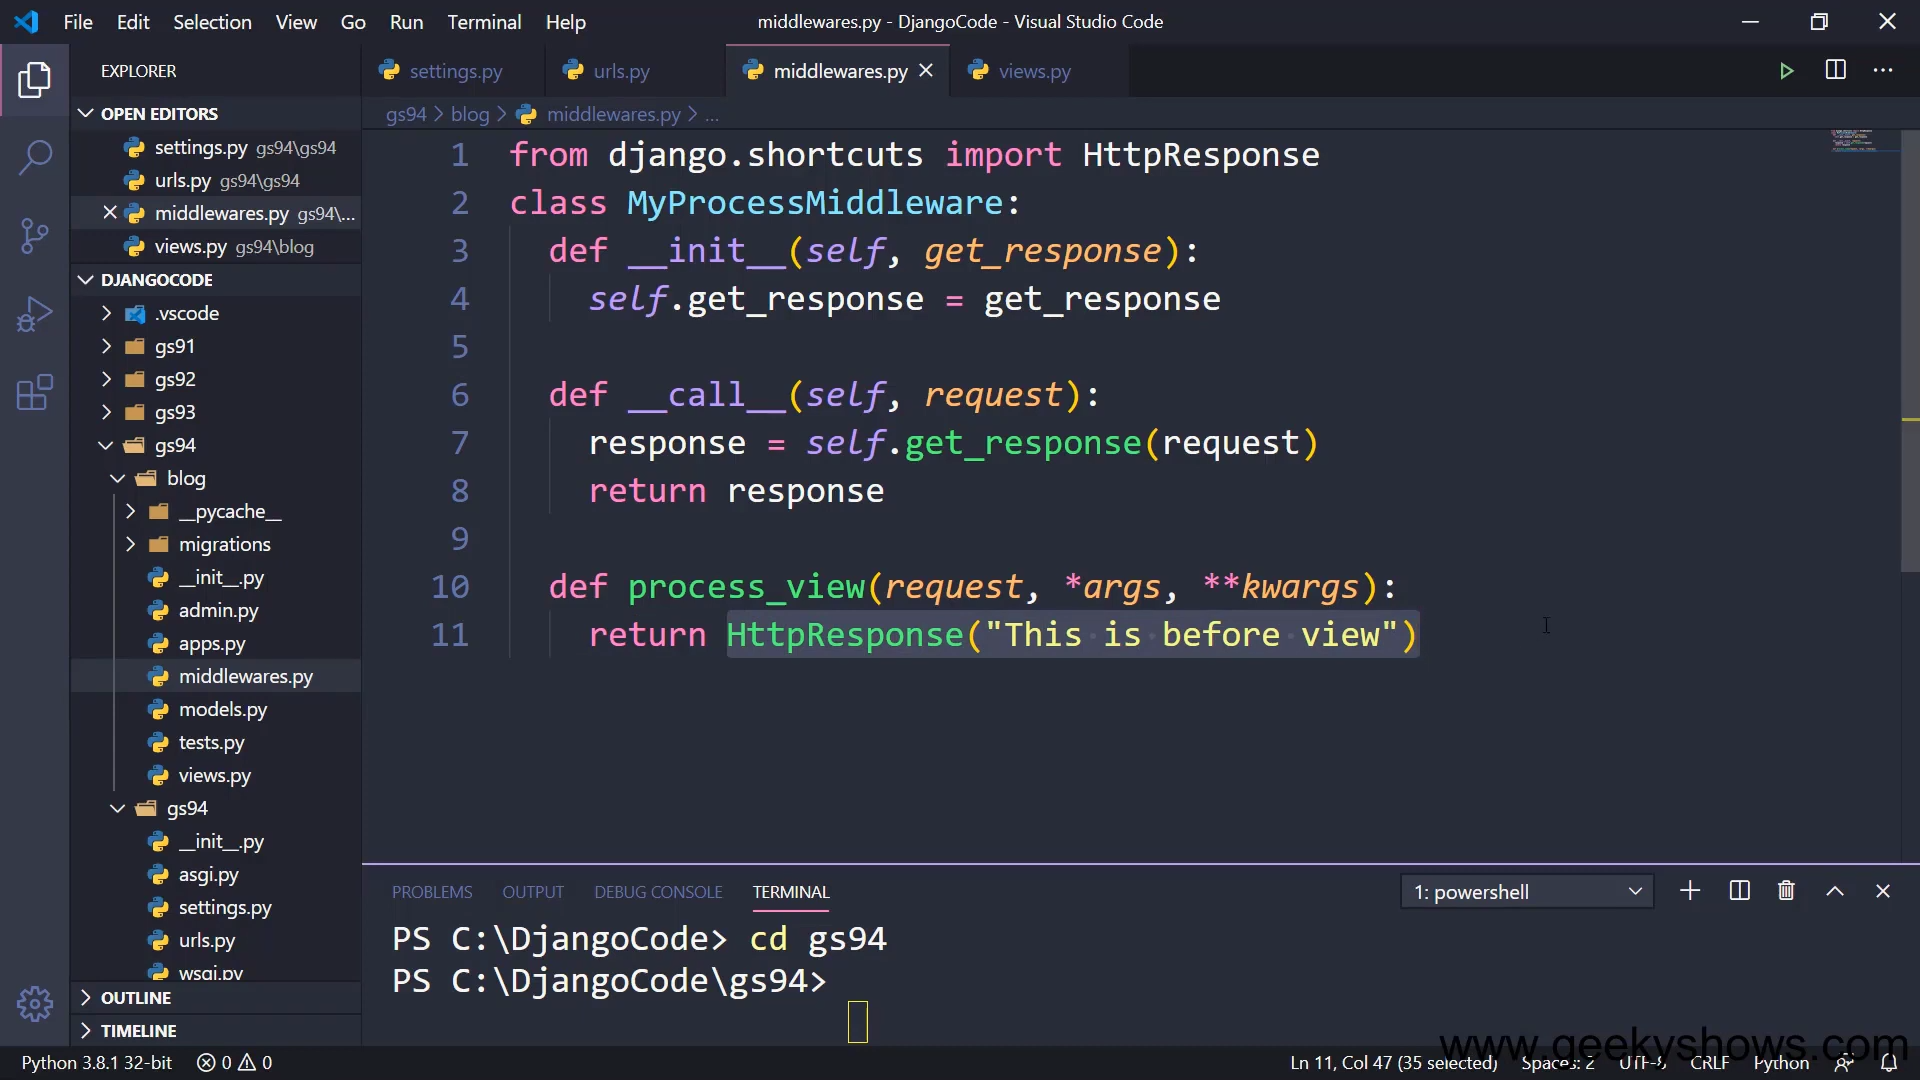 File Edit Selection View Go Run Terminal Help
middlewares.py - DjangoCode - Visual Studio Code
EXPLORER
OPEN EDITORS
settings.py gs94\gs94
urls.py gs94\gs94
middlewares.py gs94\...
views.py gs94\blog
DJANGOCODE
.vscode
gs91
gs92
gs93
gs94
blog
__pycache__
migrations
__init__.py
admin.py
apps.py
middlewares.py
models.py
tests.py
views.py
gs94
__init__.py
asgi.py
settings.py
urls.py
wsgi.py
OUTLINE
TIMELINE
settings.py urls.py middlewares.py views.py
gs94 > blog > middlewares.py > ...
1 from django.shortcuts import HttpResponse
2 class MyProcessMiddleware:
3 def __init__(self, get_response):
4 self.get_response = get_response
5
6 def __call__(self, request):
7 response = self.get_response(request)
8 return response
9
10 def process_view(request, *args, **kwargs):
11 return HttpResponse("This is before view")
PROBLEMS OUTPUT DEBUG CONSOLE TERMINAL
1: powershell
PS C:\DjangoCode> cd gs94
PS C:\DjangoCode\gs94>
www.geekyshows.com
Python 3.8.1 32-bit 0 0
Ln 11, Col 47 (35 selected) Spaces: 2 UTF-8 CRLF Python